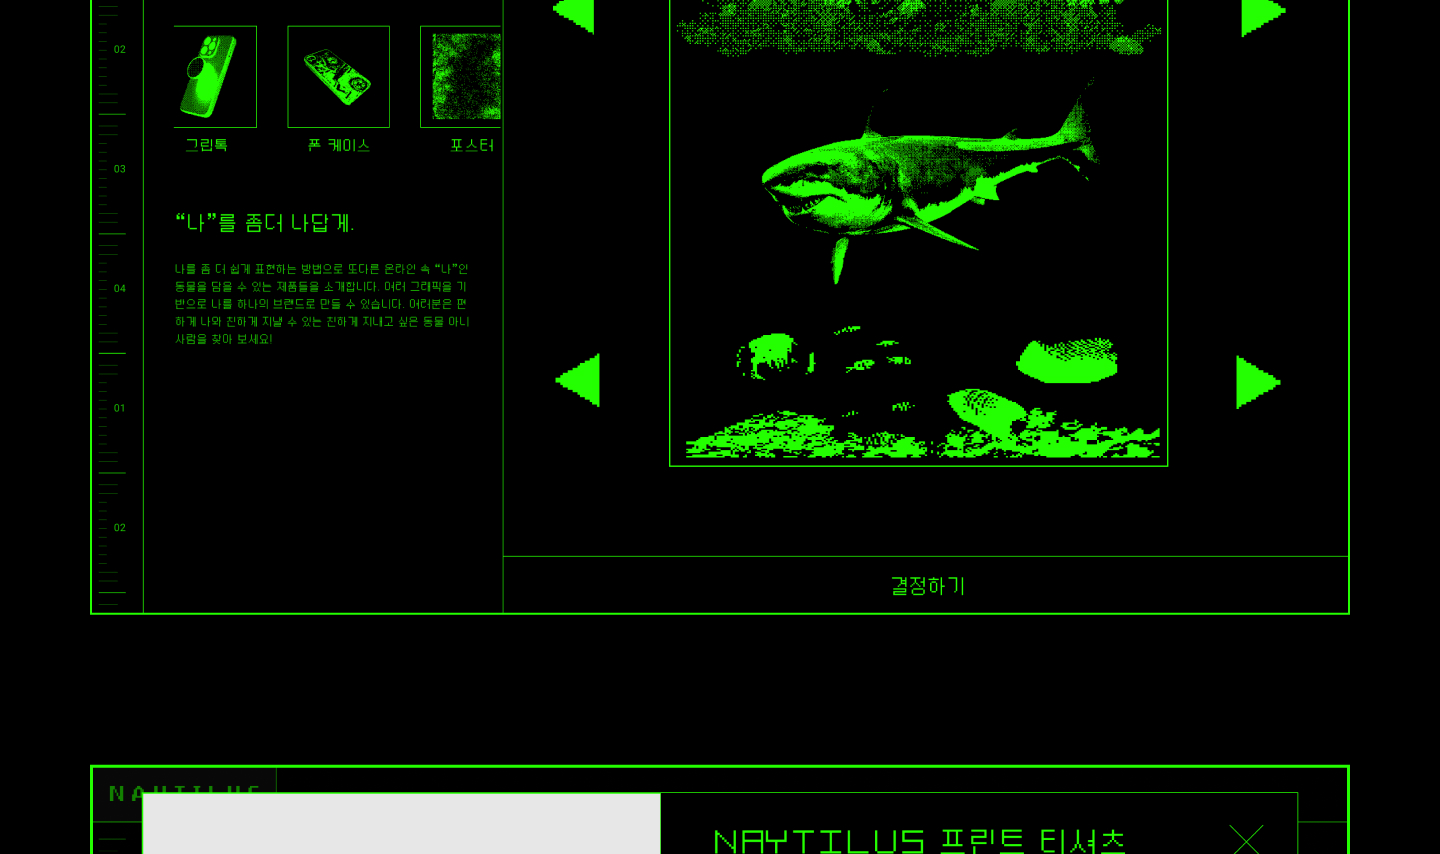 02
그립톡
폰 케이스
포스터
03
“나”를 좀더 나답게.
나를 좀 더 쉽게 표현하는 방법으로 또다른 온라인 속 “나”인
동물을 담을 수 있는 제품들을 소개합니다. 여러 그래픽을 기
반으로 나를 하나의 브랜드로 만들 수 있습니다. 여러분은 편
하게 나와 친하게 지낼 수 있는 친하게 지내고 싶은 동물 아니
사람을 찾아 보세요!
04
01
02
결정하기
NAUTILUS
NAYTILUS 프린트 티셔츠